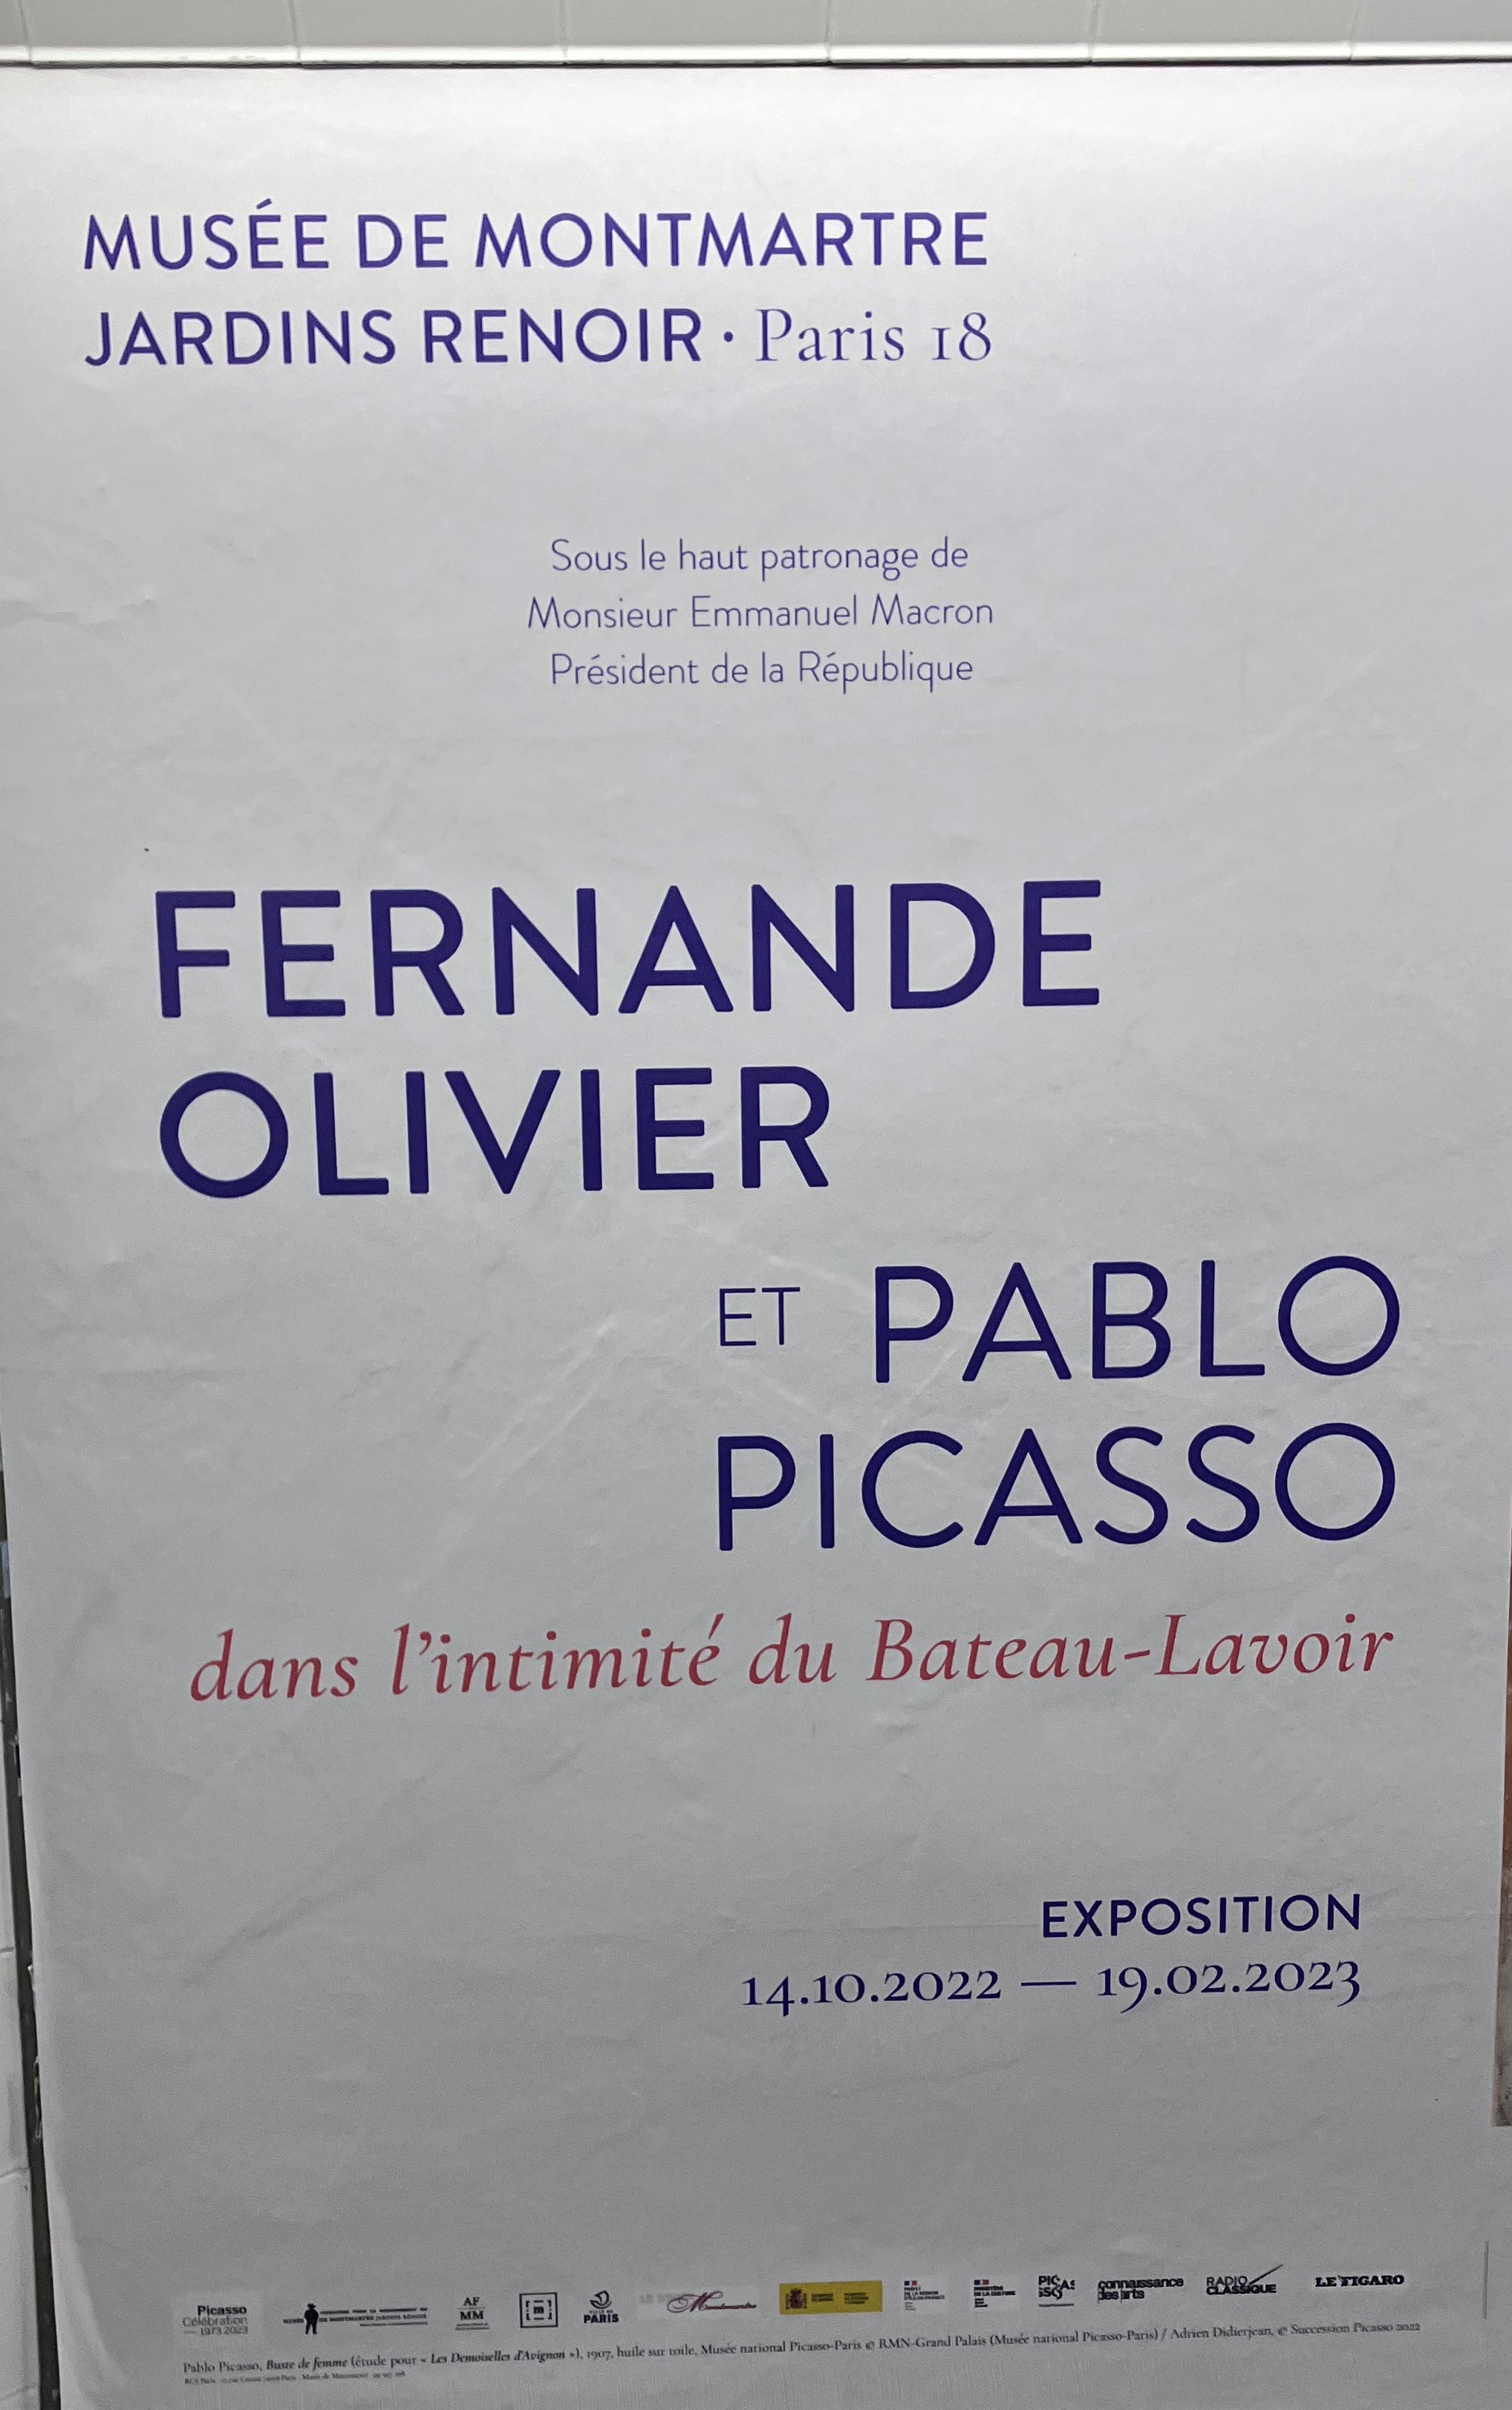 MUSÉE DE MONTMARTRE
JARDINS RENOIR · Paris 18
Sous le haut patronage de
Monsieur Emmanuel Macron
Président de la République
FERNANDE
OLIVIER
ET PABLO
PICASSO
dans l'intimité du Bateau-Lavoir
EXPOSITION
14.10.2022 — 19.02.2023
Picasso
Célébration
1973 2023
AF
MM
[m]
PARIS
PICAS
SSO
connaissance
des arts
RADIO
CLASSIQUE
LE FIGARO
Pablo Picasso, Buste de femme (étude pour « Les Demoiselles d'Avignon »), 1907, huile sur toile, Musée national Picasso-Paris © RMN-Grand Palais (Musée national Picasso-Paris) / Adrien Didierjean, © Succession Picasso 2022